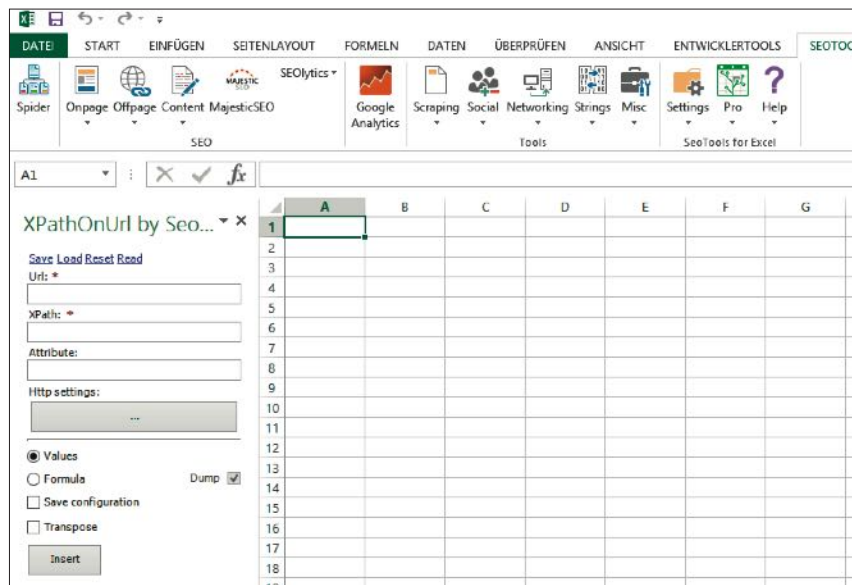 DATEI START EINFÜGEN SEITENLAYOUT FORMELN DATEN ÜBERPRÜFEN ANSICHT ENTWICKLERTOOLS SEOTOO
MAJESTIC SEO
SEOlytics
Spider Onpage Offpage Content MajesticSEO Google Analytics Scraping Social Networking Strings Misc Settings Pro Help
SEO Tools SeoTools for Excel
A1 fx
XPathOnUrl by Seo...
Save Load Reset Read
Url: *
XPath: *
Attribute:
Http settings:
...
Values
Formula Dump
Save configuration
Transpose
Insert
A B C D E F G
1
2
3
4
5
6
7
8
9
10
11
12
13
14
15
16
17
18